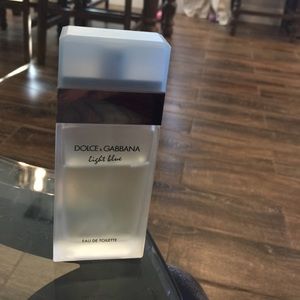 DOLCE & GABBANA
light blue
EAU DE TOILETTE